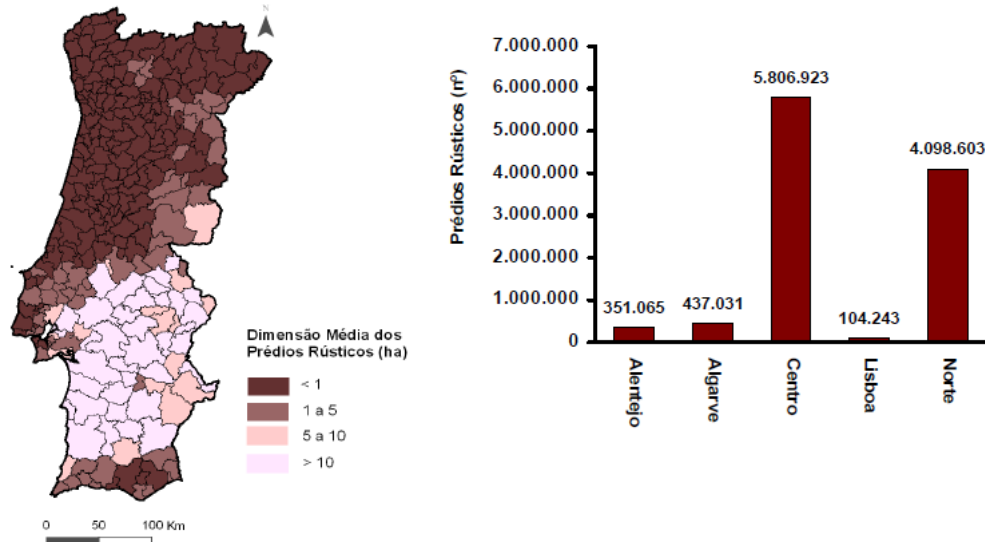 N
Dimensão Média dos
Prédios Rústicos (ha)
< 1
1 a 5
5 a 10
> 10
0 50 100 Km
Prédios Rústicos (nº)
7.000.000
6.000.000
5.000.000
4.000.000
3.000.000
2.000.000
1.000.000
0
351.065
437.031
5.806.923
104.243
4.098.603
Alentejo
Algarve
Centro
Lisboa
Norte